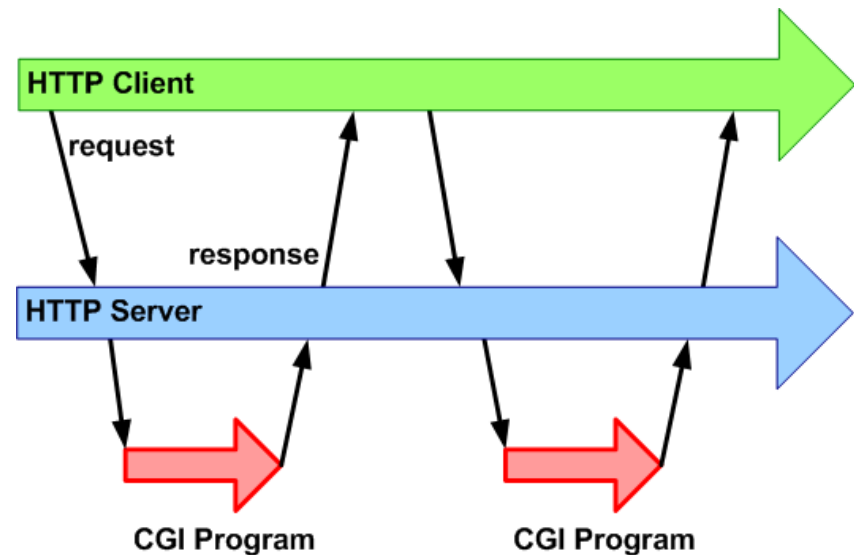 HTTP Client
request
response
HTTP Server
CGI Program
CGI Program